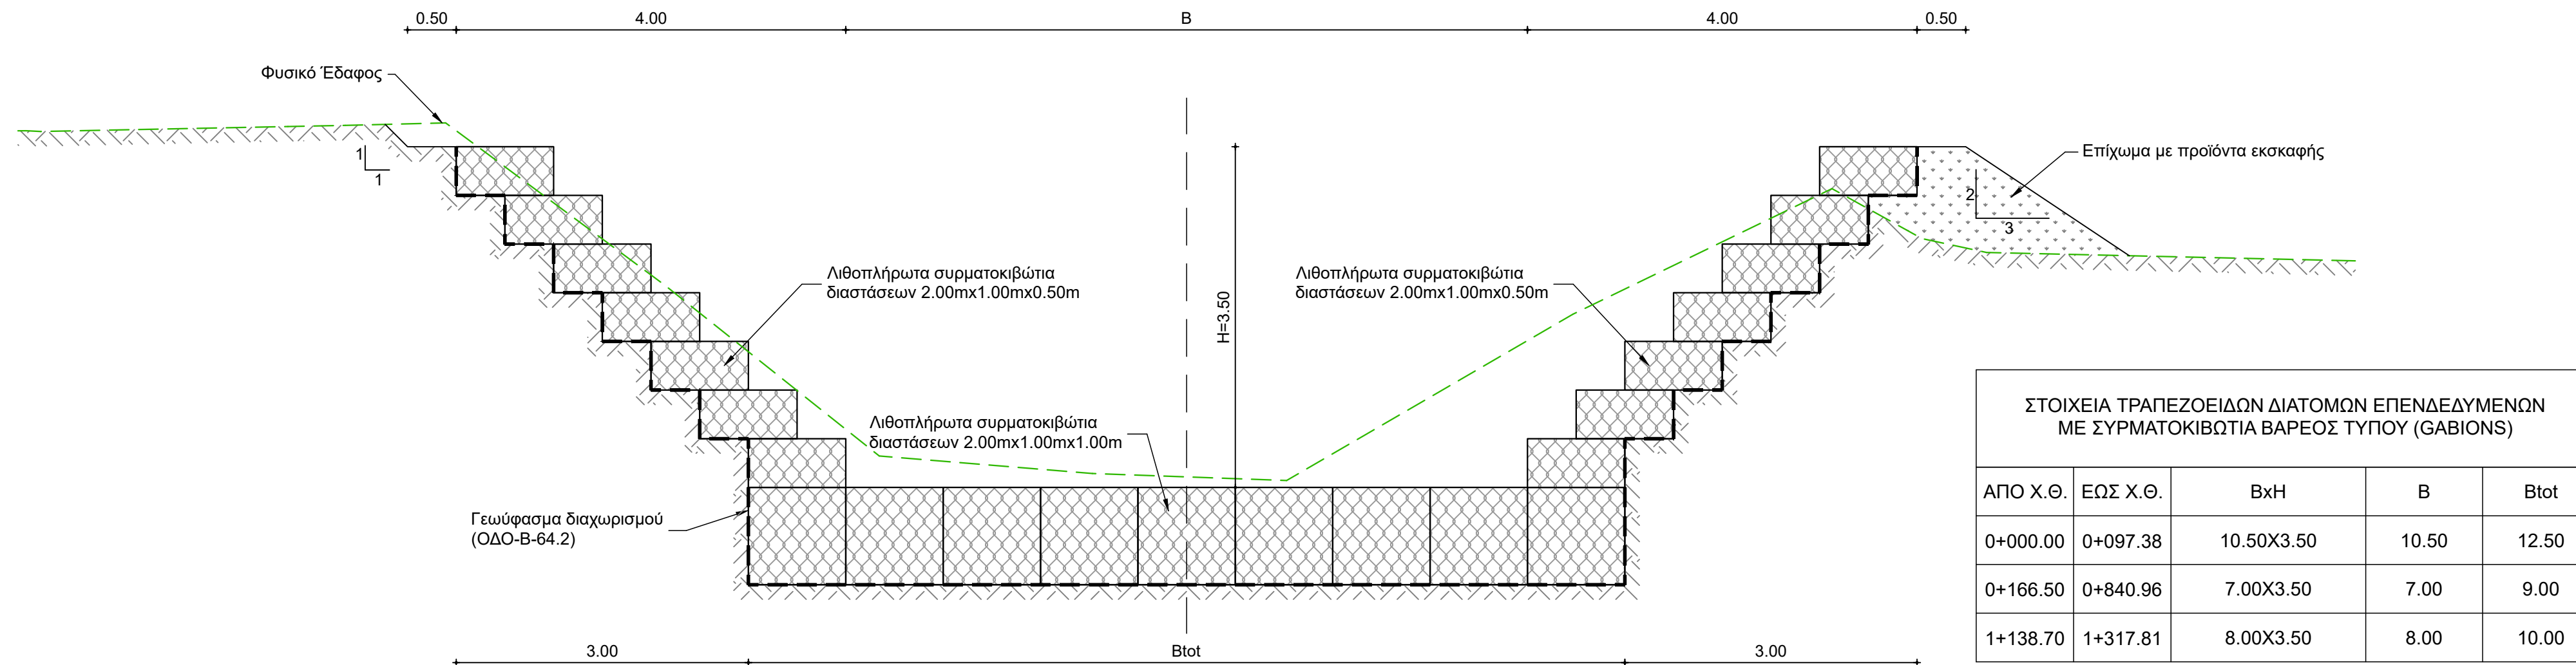 0.50
4.00
B
4.00
0.50
Φυσικό Έδαφος
1
1
Επίχωμα με προϊόντα εκσκαφής
2
3
Λιθοπλήρωτα συρματοκιβώτια
διαστάσεων 2.00mx1.00mx0.50m
H=3.50
Λιθοπλήρωτα συρματοκιβώτια
διαστάσεων 2.00mx1.00mx0.50m
Λιθοπλήρωτα συρματοκιβώτια
διαστάσεων 2.00mx1.00mx1.00m
Γεωύφασμα διαχωρισμού
(ΟΔΟ-Β-64.2)
3.00
Btot
3.00
ΣΤΟΙΧΕΙΑ ΤΡΑΠΕΖΟΕΙΔΩΝ ΔΙΑΤΟΜΩΝ ΕΠΕΝΔΕΔΥΜΕΝΩΝ
ΜΕ ΣΥΡΜΑΤΟΚΙΒΩΤΙΑ ΒΑΡΕΟΣ ΤΥΠΟΥ (GABIONS)
ΑΠΟ Χ.Θ. ΕΩΣ Χ.Θ. BxH B Btot
0+000.00 0+097.38 10.50X3.50 10.50 12.50
0+166.50 0+840.96 7.00X3.50 7.00 9.00
1+138.70 1+317.81 8.00X3.50 8.00 10.00